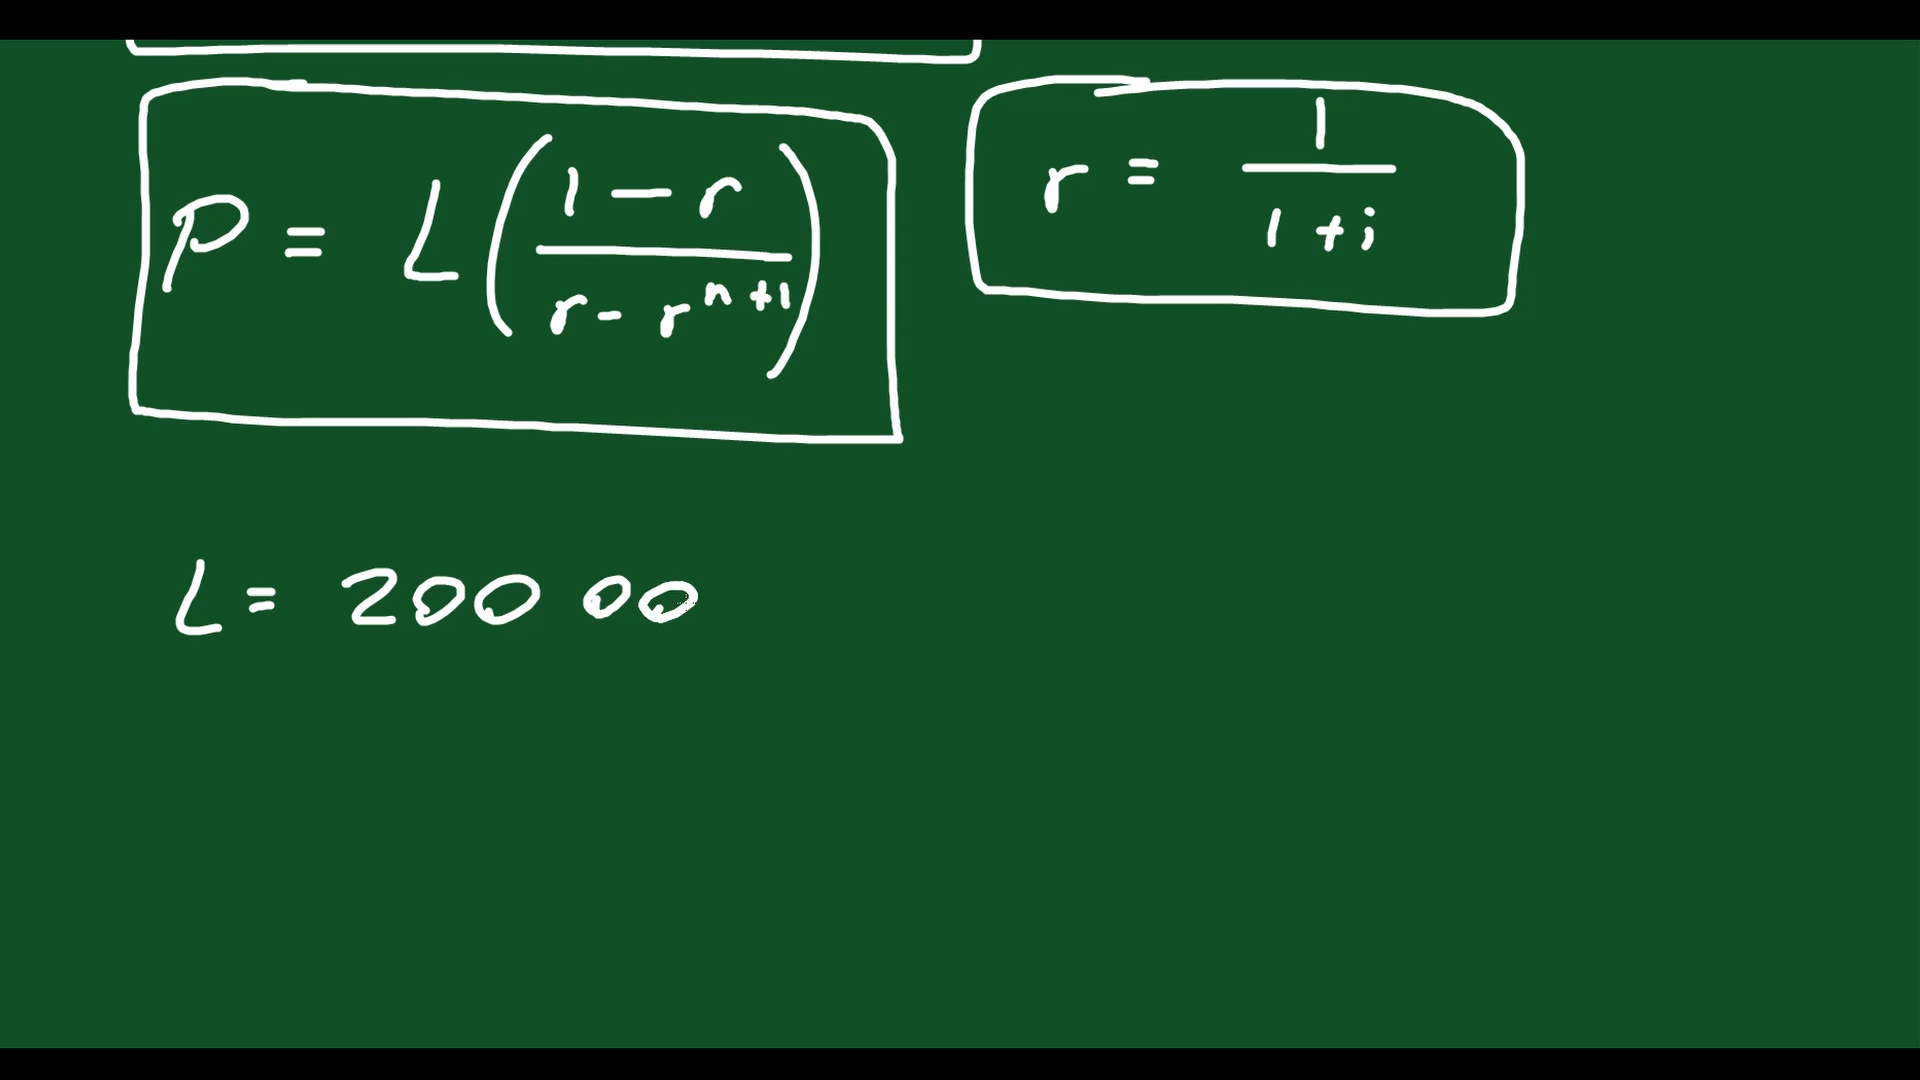 P = L((1 - r)/(r - r^(n+1)))
r = 1/(1+i)
L = 200 00